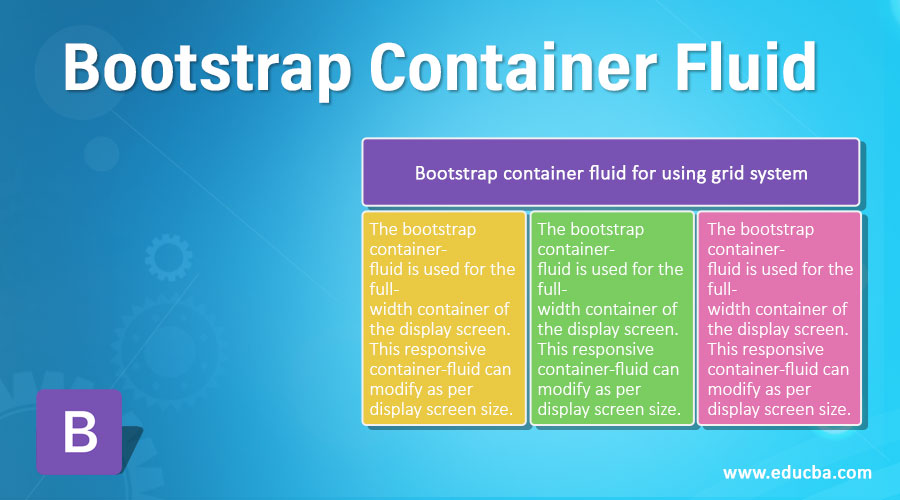 Bootstrap Container Fluid
Bootstrap container fluid for using grid system
The bootstrap
container-
fluid is used for the
full-
width container of
the display screen.
This responsive
container-fluid can
modify as per
display screen size.
The bootstrap
container-
fluid is used for the
full-
width container of
the display screen.
This responsive
container-fluid can
modify as per
display screen size.
The bootstrap
container-
fluid is used for the
full-
width container of
the display screen.
This responsive
container-fluid can
modify as per
display screen size.
B
www.educba.com